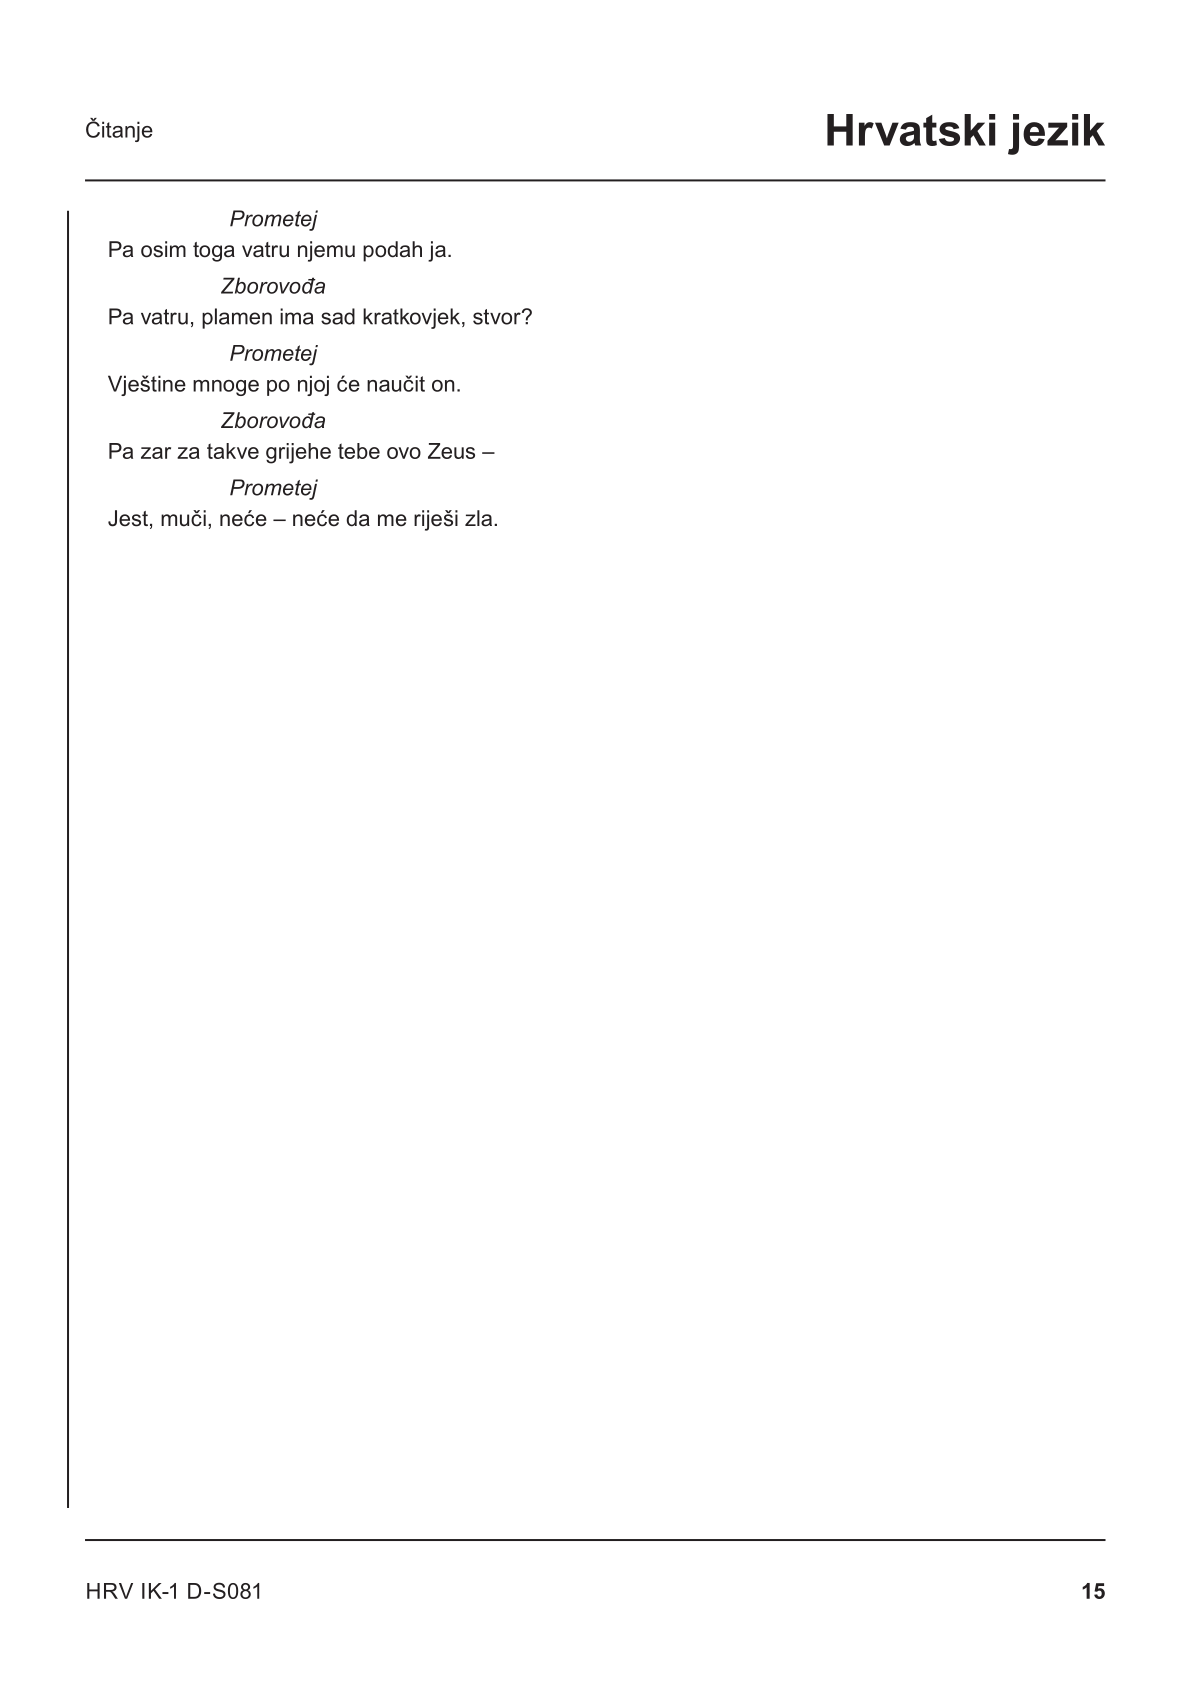 Čitanje
Hrvatski jezik
Prometej
Pa osim toga vatru njemu podah ja.
Zborovođa
Pa vatru, plamen ima sad kratkovjek, stvor?
Prometej
Vještine mnoge po njoj će naučit on.
Zborovođa
Pa zar za takve grijehe tebe ovo Zeus –
Prometej
Jest, muči, neće – neće da me riješi zla.
HRV IK-1 D-S081
15